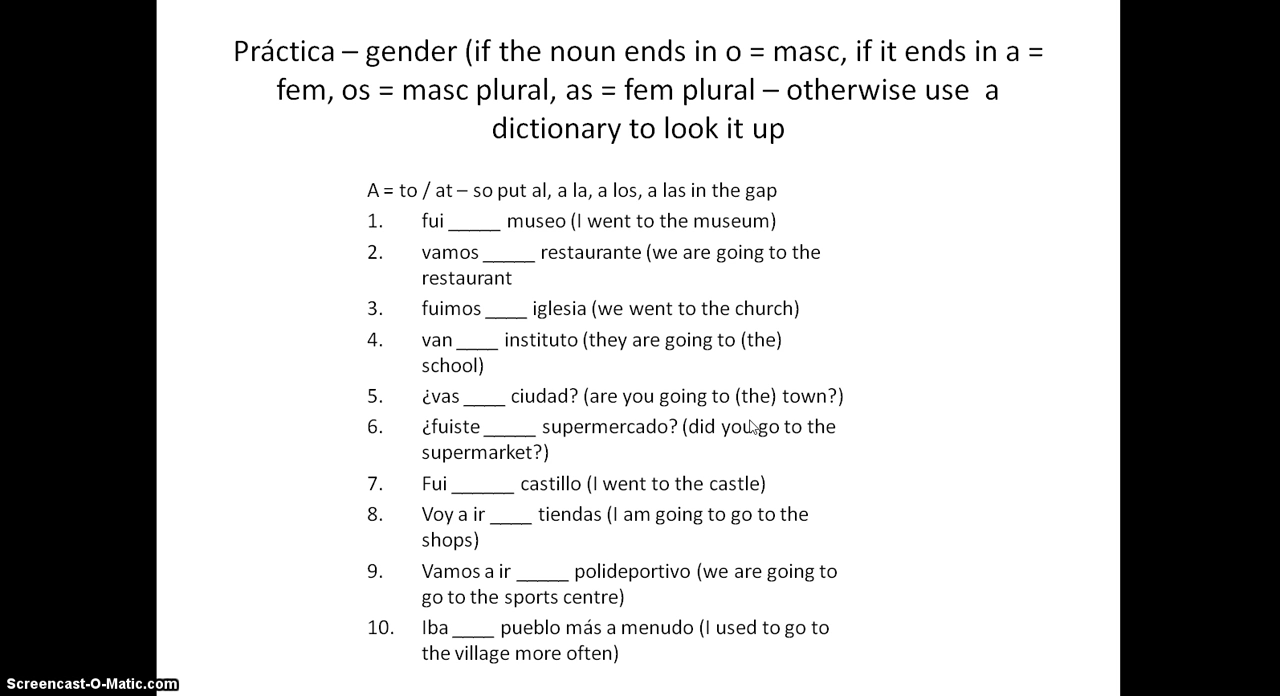 Práctica – gender (if the noun ends in o = masc, if it ends in a =
fem, os = masc plural, as = fem plural – otherwise use a
dictionary to look it up
A = to / at – so put al, a la, a los, a las in the gap
1. fui _____ museo (I went to the museum)
2. vamos _____ restaurante (we are going to the
restaurant
3. fuimos ____ iglesia (we went to the church)
4. van ____ instituto (they are going to (the)
school)
5. ¿vas ____ ciudad? (are you going to (the) town?)
6. ¿fuiste _____ supermercado? (did you go to the
supermarket?)
7. Fui ______ castillo (I went to the castle)
8. Voy a ir ____ tiendas (I am going to go to the
shops)
9. Vamos a ir _____ polideportivo (we are going to
go to the sports centre)
10. Iba ____ pueblo más a menudo (I used to go to
the village more often)
Screencast-O-Matic.com